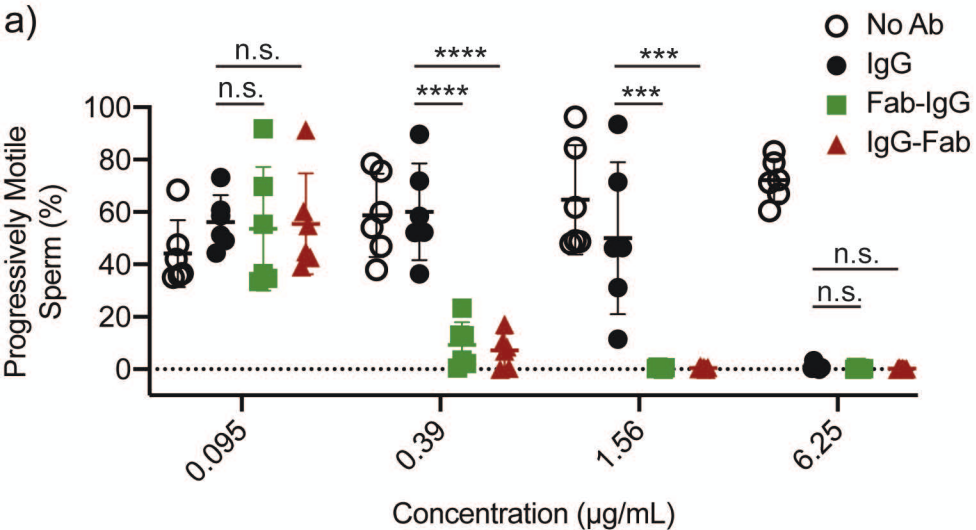 a)
No Ab
IgG
Fab-IgG
IgG-Fab
n.s.
n.s.
****
****
***
***
n.s.
n.s.
100
80
60
40
20
0
Progressively Motile
Sperm (%)
0.095
0.39
1.56
6.25
Concentration (µg/mL)